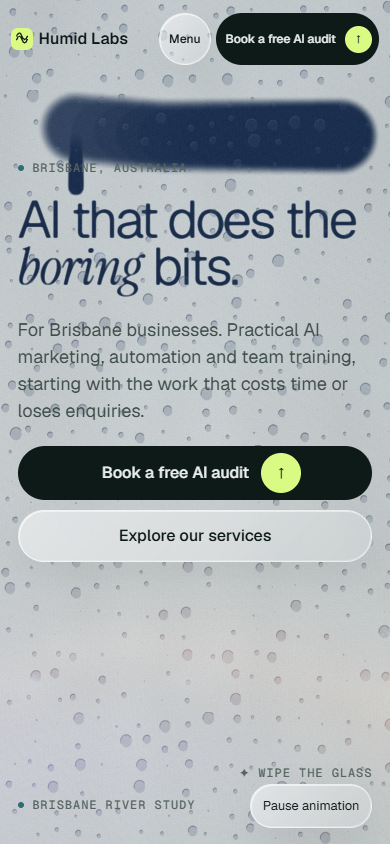 Humid Labs
Menu
Book a free AI audit ↑
BRISBANE, AUSTRALIA
AI that does the
boring bits.
For Brisbane businesses. Practical AI
marketing, automation and team training,
starting with the work that costs time or
loses enquiries.
Book a free AI audit ↑
Explore our services
✦ WIPE THE GLASS
BRISBANE RIVER STUDY
Pause animation